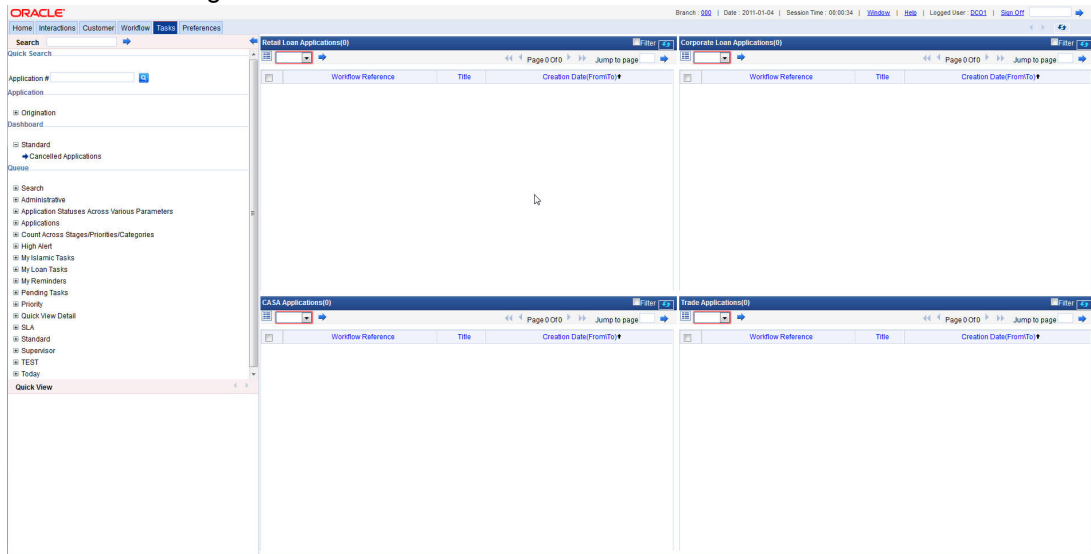 ORACLE
Branch : 000 | Date : 2011-01-04 | Session Time : 00:00:34 | Window | Help | Logged User : DCO1 | Sign Off
Home Interactions Customer Workflow Tasks Preferences
Search
Quick Search
Application #
Application
Origination
Dashboard
Standard
Cancelled Applications
Queue
Search
Administrative
Application Statuses Across Various Parameters
Applications
Count Across Stages/Priorities/Categories
High Alert
My Islamic Tasks
My Loan Tasks
My Reminders
Pending Tasks
Priority
Quick View Detail
SLA
Standard
Supervisor
TEST
Today
Quick View
Retail Loan Applications(0) Filter
Page 0 Of 0 Jump to page
Workflow Reference Title Creation Date(From\To)
Corporate Loan Applications(0)
Page 0 Of 0 Jump to page
Workflow Reference Title Creation Date(From\To)
CASA Applications(0) Filter
Page 0 Of 0 Jump to page
Workflow Reference Title Creation Date(From\To)
Trade Applications(0) Filter
Page 0 Of 0 Jump to page
Workflow Reference Title Creation Date(From\To)